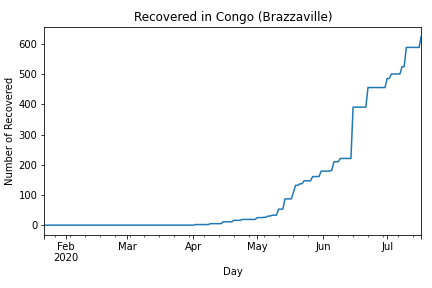 Recovered in Congo (Brazzaville)
Number of Recovered
600
500
400
300
200
100
0
Feb Mar Apr May Jun Jul
2020
Day